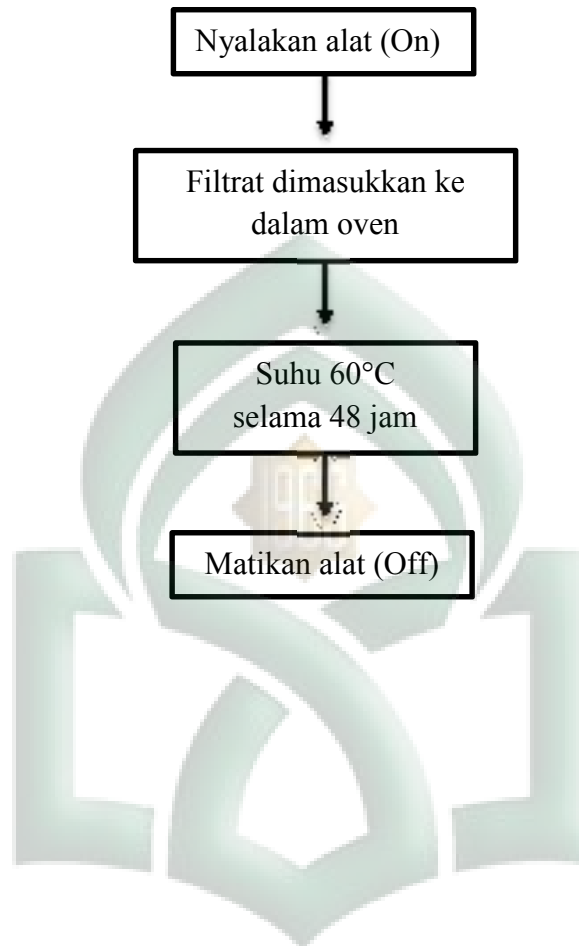 Nyalakan alat (On)
Filtrat dimasukkan ke
dalam oven
Suhu 60°C
selama 48 jam
Matikan alat (Off)